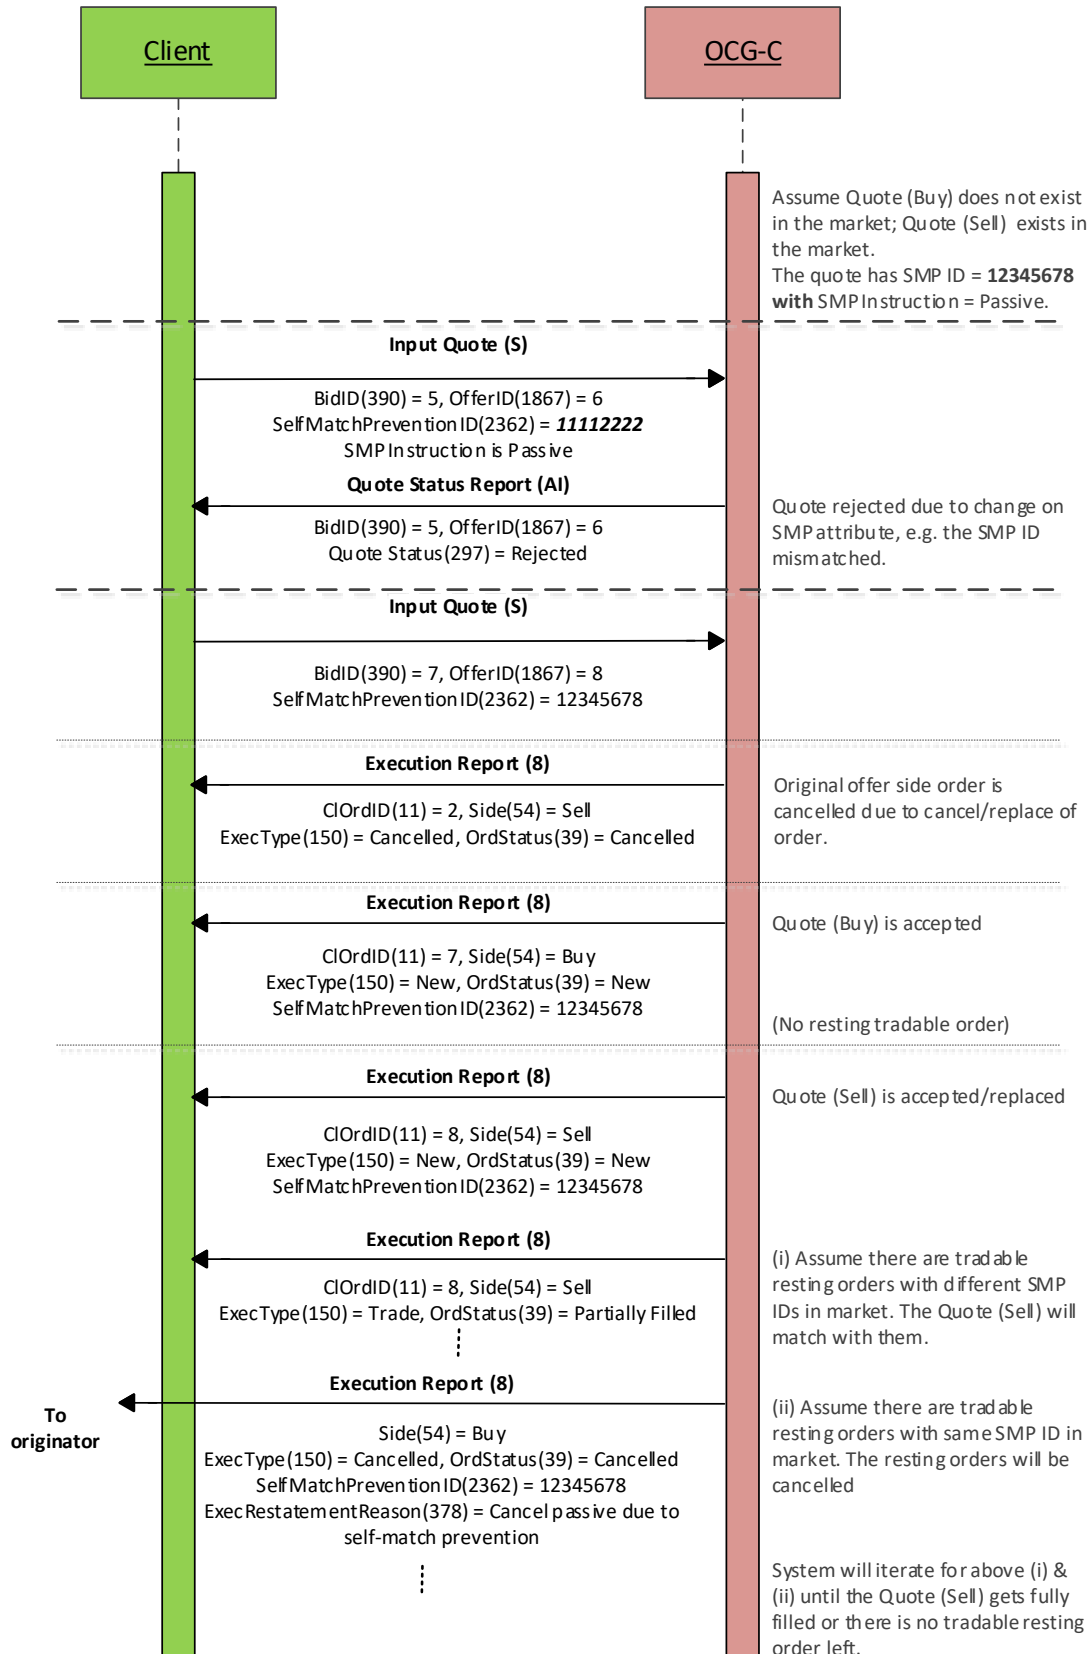 Client
OCG-C
Assume Quote (Buy) does not exist
in the market; Quote (Sell) exists in
the market.
The quote has SMP ID = 12345678
with SMP Instruction = Passive.
Input Quote (S)
BidID(390) = 5, OfferID(1867) = 6
SelfMatchPreventionID(2362) = 11112222
SMP Instruction is Passive
Quote Status Report (AI)
BidID(390) = 5, OfferID(1867) = 6
Quote Status(297) = Rejected
Quote rejected due to change on
SMP attribute, e.g. the SMP ID
mismatched.
Input Quote (S)
BidID(390) = 7, OfferID(1867) = 8
SelfMatchPreventionID(2362) = 12345678
Execution Report (8)
ClOrdID(11) = 2, Side(54) = Sell
ExecType(150) = Cancelled, OrdStatus(39) = Cancelled
Original offer side order is
cancelled due to cancel/replace of
order.
Execution Report (8)
ClOrdID(11) = 7, Side(54) = Buy
ExecType(150) = New, OrdStatus(39) = New
SelfMatchPreventionID(2362) = 12345678
Quote (Buy) is accepted
(No resting tradable order)
Execution Report (8)
ClOrdID(11) = 8, Side(54) = Sell
ExecType(150) = New, OrdStatus(39) = New
SelfMatchPreventionID(2362) = 12345678
Quote (Sell) is accepted/replaced
Execution Report (8)
ClOrdID(11) = 8, Side(54) = Sell
ExecType(150) = Trade, OrdStatus(39) = Partially Filled
(i) Assume there are tradable
resting orders with different SMP
IDs in market. The Quote (Sell) will
match with them.
Execution Report (8)
To
originator
Side(54) = Buy
ExecType(150) = Cancelled, OrdStatus(39) = Cancelled
SelfMatchPreventionID(2362) = 12345678
ExecRestatementReason(378) = Cancel passive due to
self-match prevention
(ii) Assume there are tradable
resting orders with same SMP ID in
market. The resting orders will be
cancelled
System will iterate for above (i) &
(ii) until the Quote (Sell) gets fully
filled or there is no tradable resting
order left.